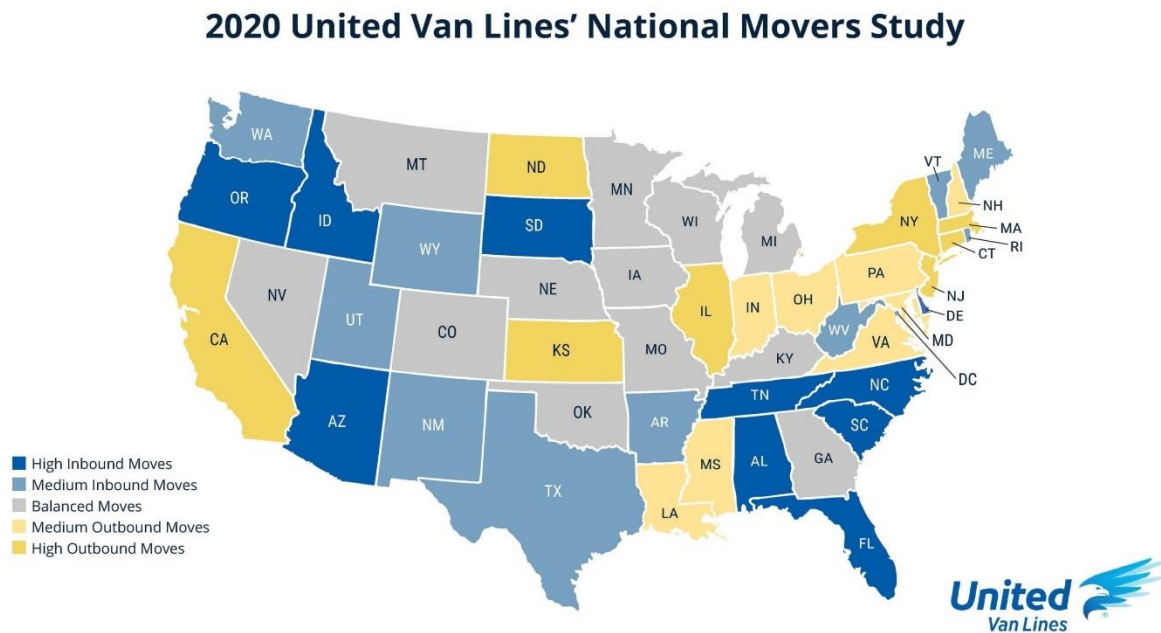 2020 United Van Lines’ National Movers Study
WA
MT
ND
MN
VT
ME
OR
ID
SD
WI
MI
NY
NH
MA
RI
CT
WY
NE
IA
PA
NJ
DE
MD
DC
NV
UT
CO
IL
IN
OH
WV
VA
CA
KS
MO
KY
AZ
NM
OK
AR
TN
NC
SC
TX
LA
MS
AL
GA
FL
High Inbound Moves
Medium Inbound Moves
Balanced Moves
Medium Outbound Moves
High Outbound Moves
United
Van Lines